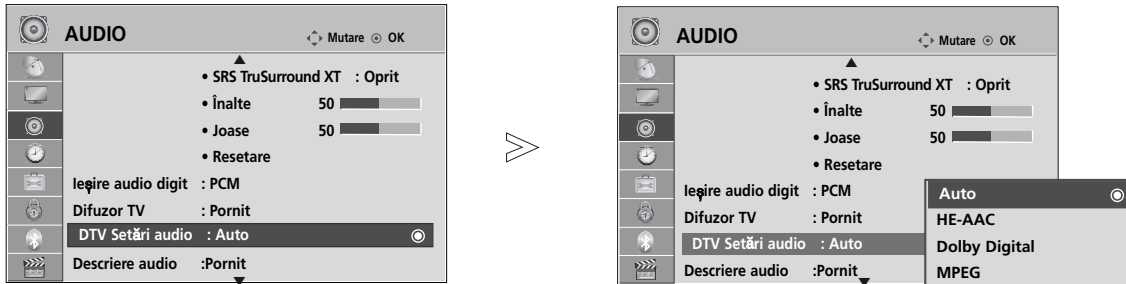 AUDIO
Mutare
OK
• SRS TruSurround XT : Oprit
• Înalte 50
• Joase 50
• Resetare
Ieşire audio digit : PCM
Difuzor TV : Pornit
DTV Setări audio : Auto
Descriere audio :Pornit
AUDIO
Mutare
OK
• SRS TruSurround XT : Oprit
• Înalte 50
• Joase 50
• Resetare
Ieşire audio digit : PCM
Difuzor TV : Pornit
DTV Setări audio : Auto
Descriere audio :Pornit
Auto
HE-AAC
Dolby Digital
MPEG